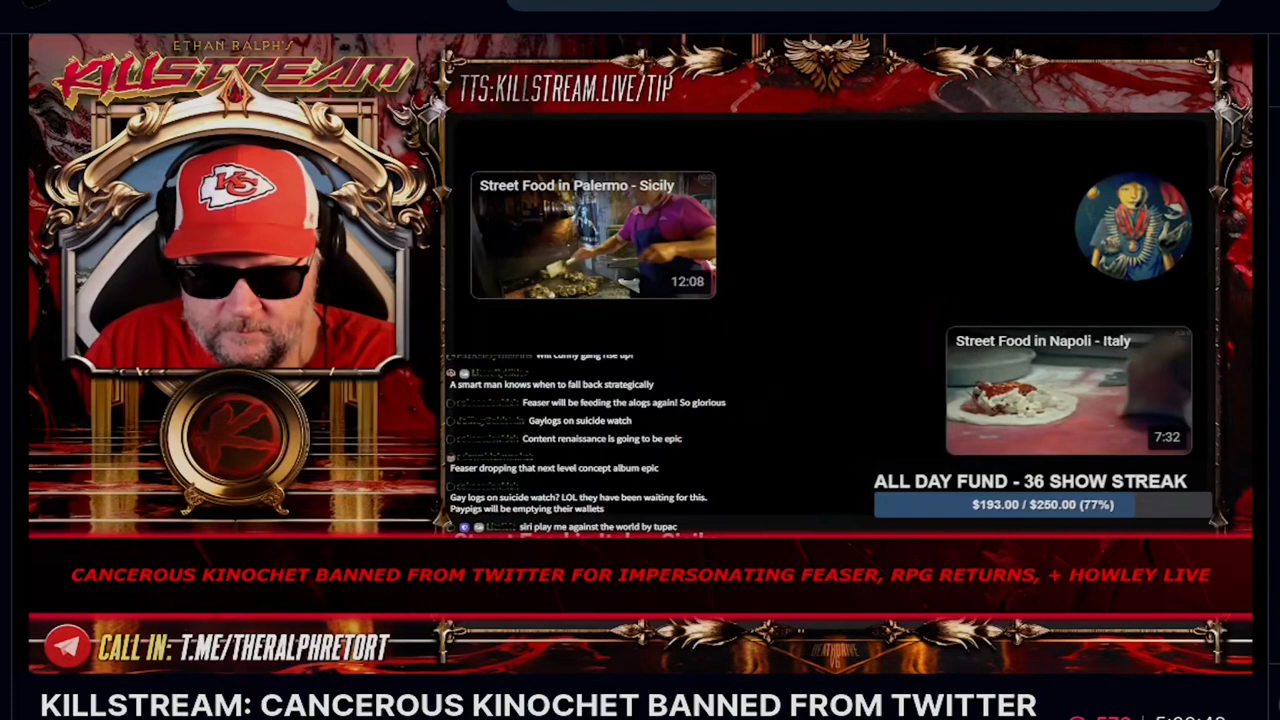 ETHAN RALPH'S
KILLSTREAM
TTS:KILLSTREAM.LIVE/TIP
KC
Street Food in Palermo - Sicily
12:08
Street Food in Napoli - Italy
7:32
will cunny gang rise up!
A smart man knows when to fall back strategically
Feaser will be feeding the alogs again! So glorious
Gaylogs on suicide watch
Content renaissance is going to be epic
Feaser dropping that next level concept album epic
Gay logs on suicide watch? LOL they have been waiting for this.
Paypigs will be emptying their wallets
siri play me against the world by tupac
ALL DAY FUND - 36 SHOW STREAK
$193.00 / $250.00 (77%)
CANCEROUS KINOCHET BANNED FROM TWITTER FOR IMPERSONATING FEASER, RPG RETURNS, + HOWLEY LIVE
CALL IN: T.ME/THERALPHRETORT
KILLSTREAM: CANCEROUS KINOCHET BANNED FROM TWITTER